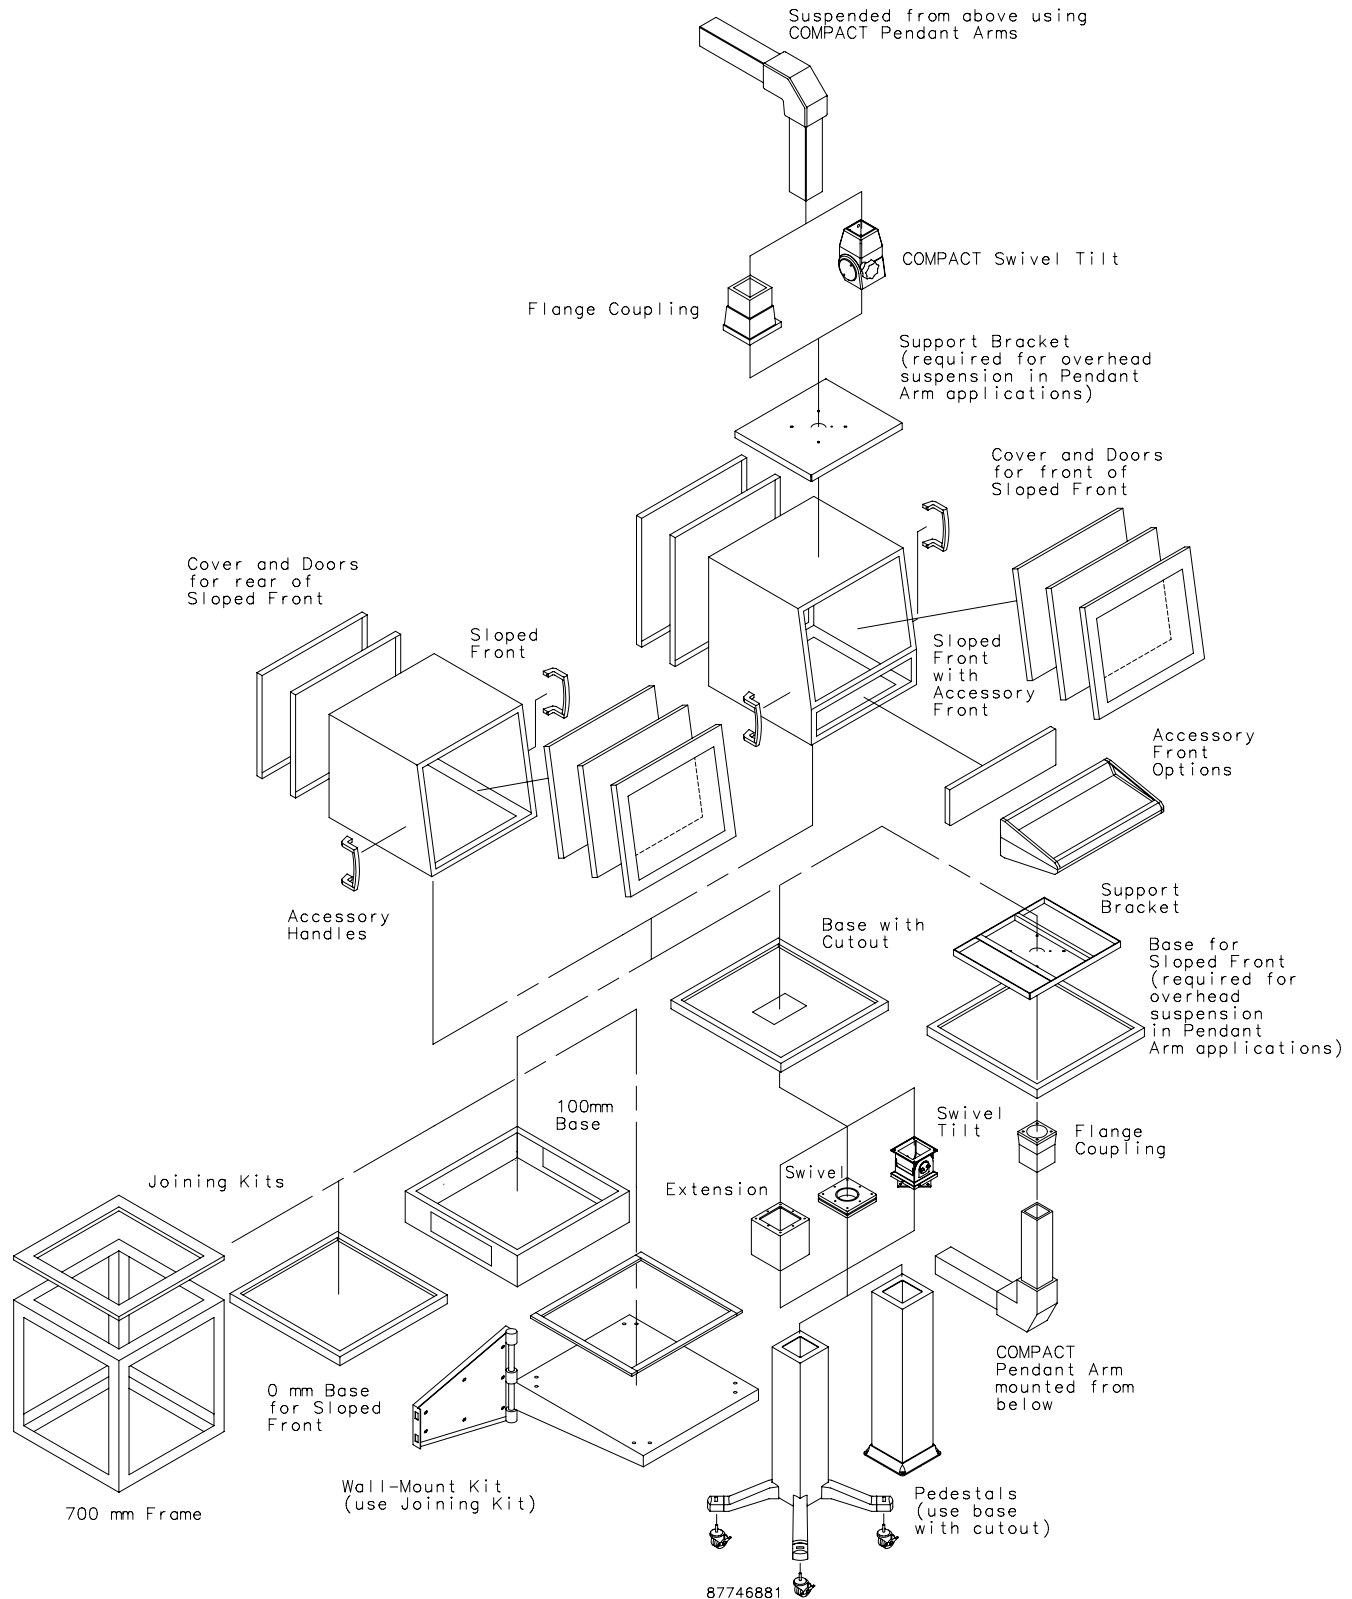 Suspended from above using
COMPACT Pendant Arms
COMPACT Swivel Tilt
Flange Coupling
Support Bracket
(required for overhead
suspension in Pendant
Arm applications)
Cover and Doors
for front of
Sloped Front
Cover and Doors
for rear of
Sloped Front
Sloped
Front
Sloped
Front
with
Accessory
Front
Accessory
Front
Options
Accessory
Handles
Support
Bracket
Base with
Cutout
Base for
Sloped Front
(required for
overhead
suspension
in Pendant
Arm applications)
100mm
Base
Swivel
Tilt
Flange
Coupling
Swivel
Extension
Joining Kits
COMPACT
Pendant Arm
mounted from
below
0 mm Base
for Sloped
Front
Wall-Mount Kit
(use Joining Kit)
Pedestals
(use base
with cutout)
700 mm Frame
87746881